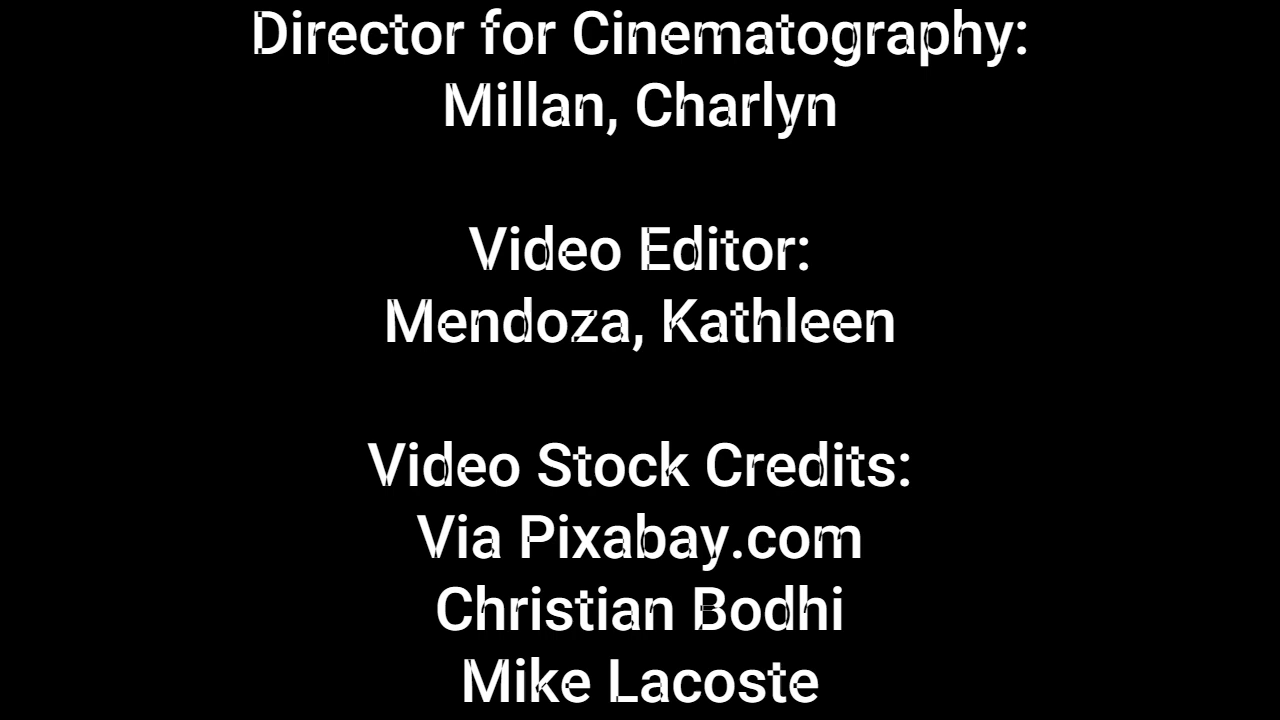 Director for Cinematography:
Millan, Charlyn
Video Editor:
Mendoza, Kathleen
Video Stock Credits:
Via Pixabay.com
Christian Bodhi
Mike Lacoste